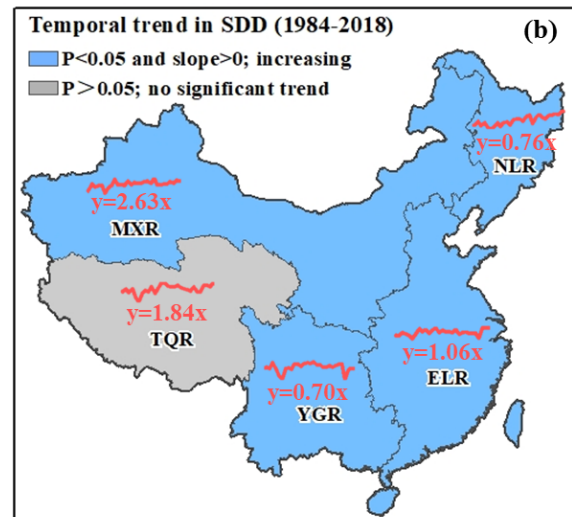 Temporal trend in SDD (1984-2018) (b)
P<0.05 and slope>0; increasing
P＞0.05; no significant trend
y=0.76x
NLR
y=2.63x
MXR
y=1.84x
TQR
y=1.06x
ELR
y=0.70x
YGR